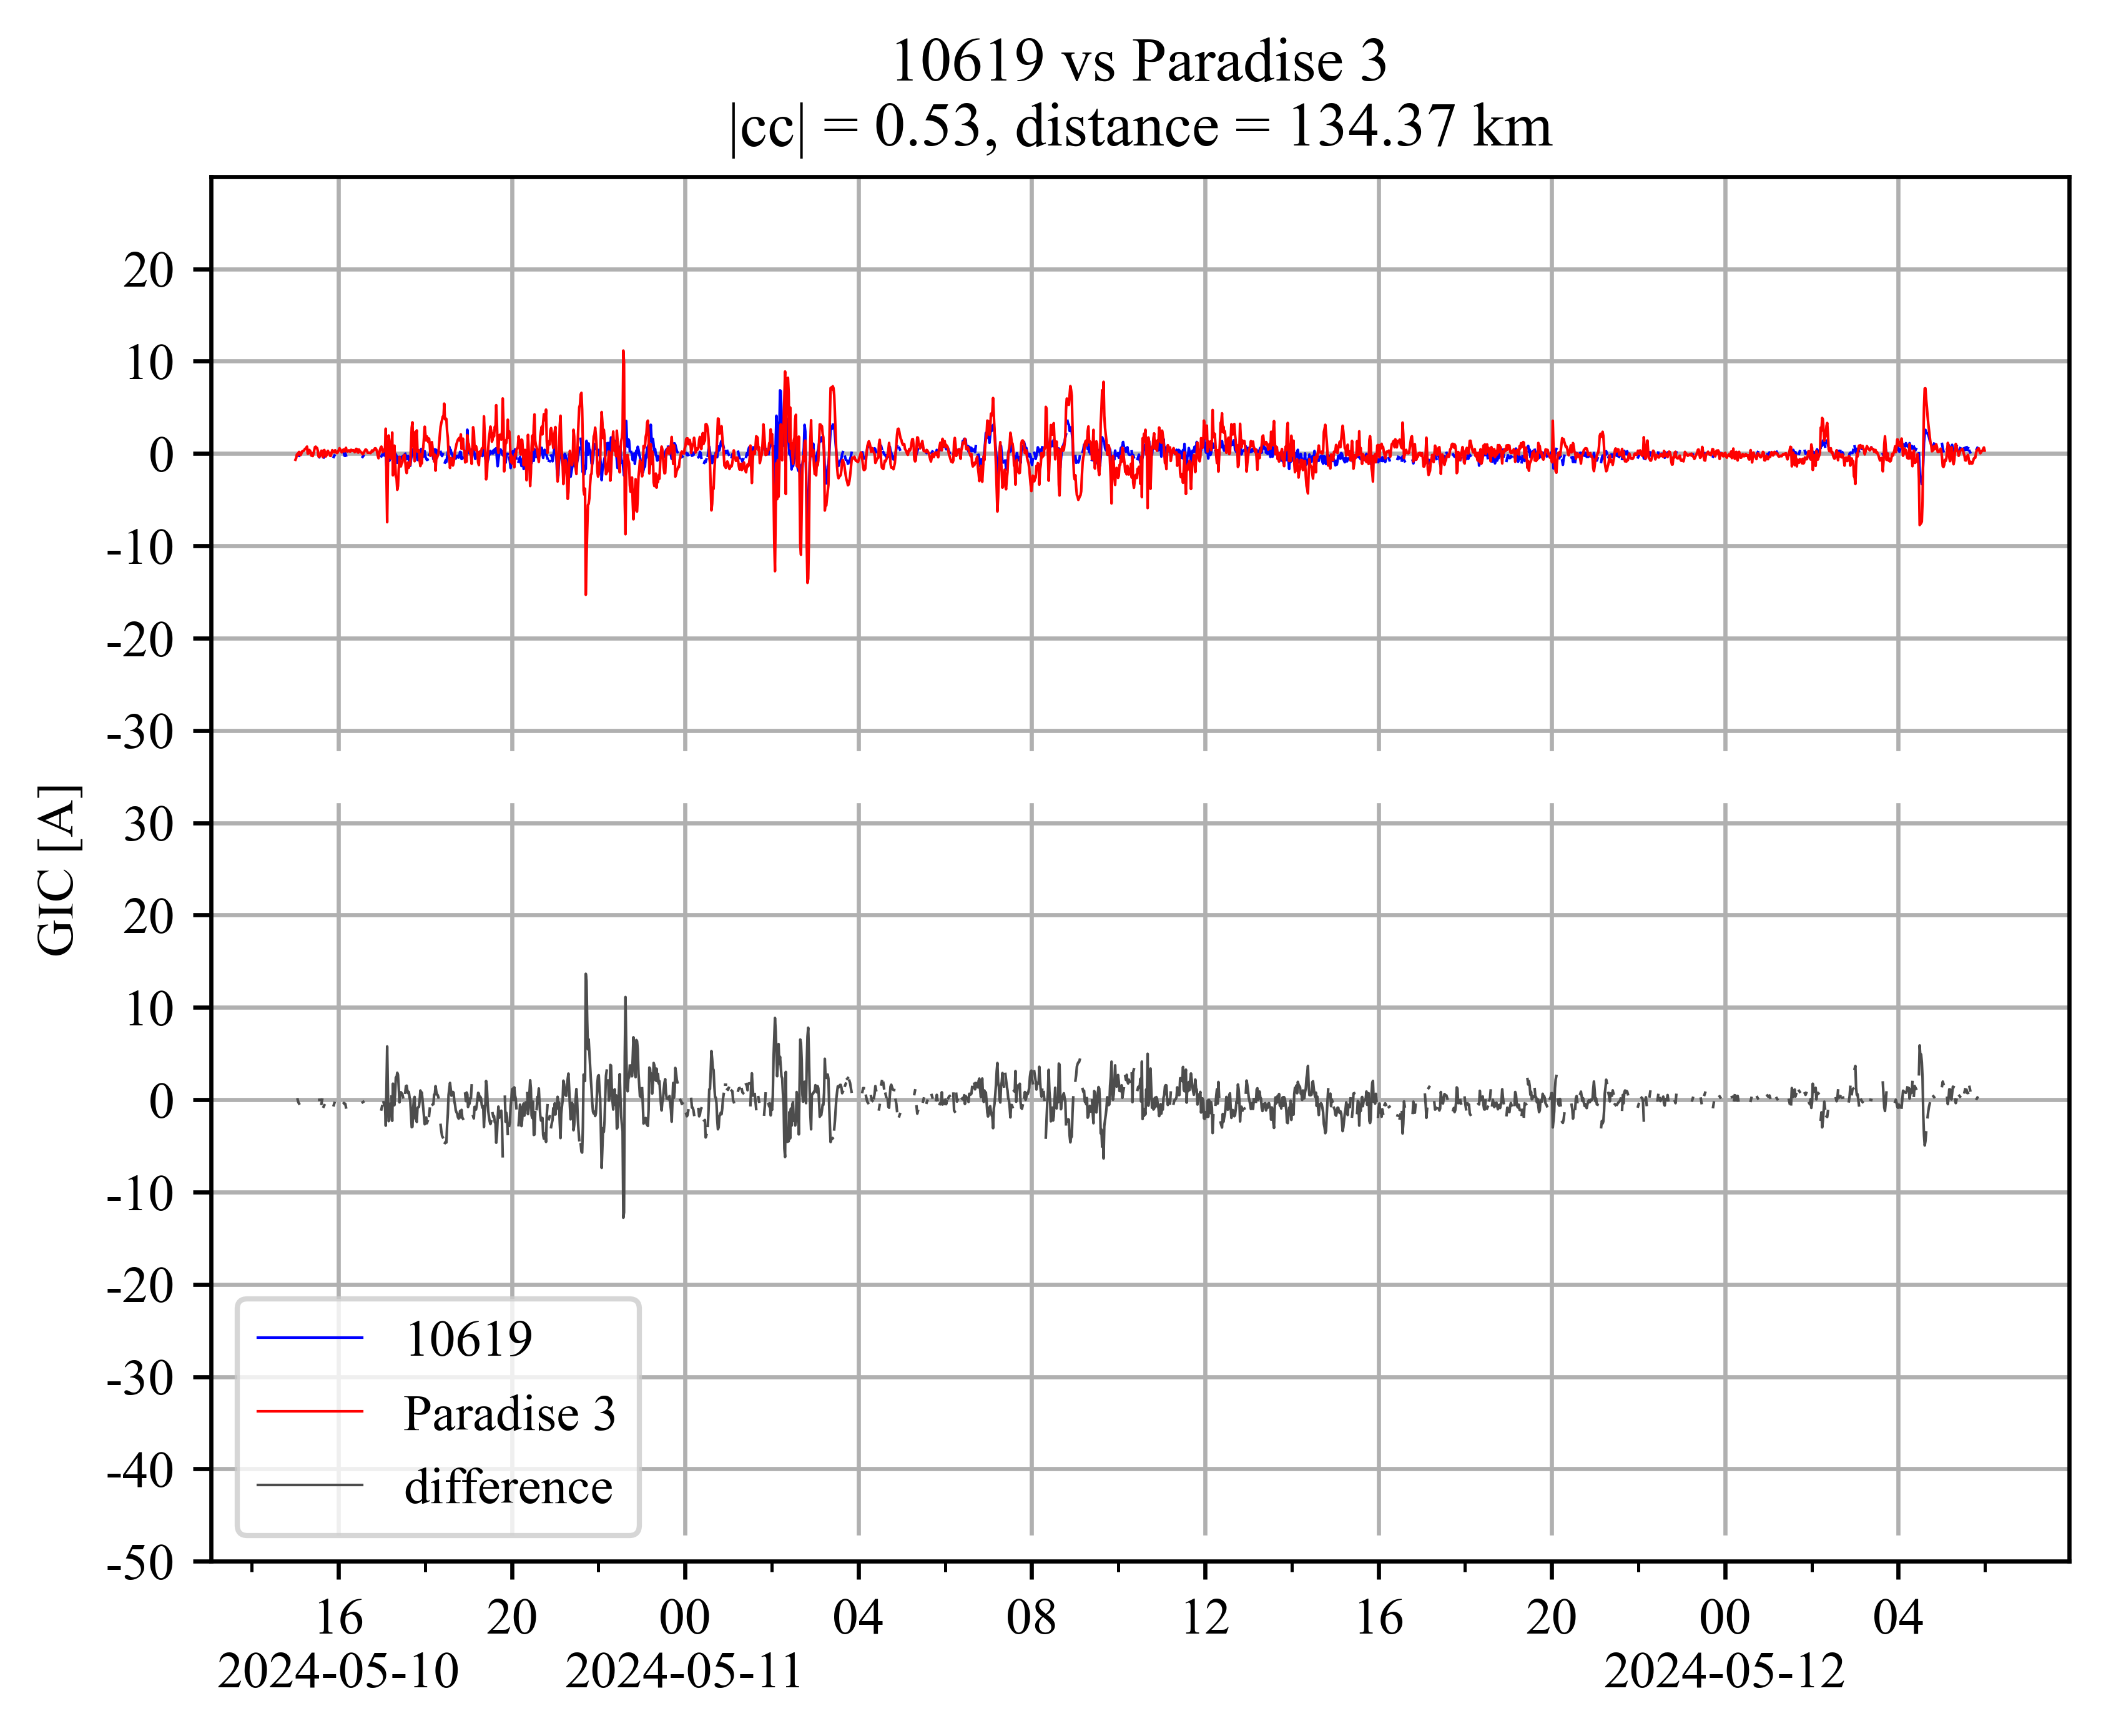 10619 vs Paradise 3
|cc| = 0.53, distance = 134.37 km
20
10
0
-10
-20
-30
30
20
10
0
-10
-20
-30
-40
-50
GIC [A]
10619
Paradise 3
difference
16 20 00 04 08 12 16 20 00 04
2024-05-10 2024-05-11 2024-05-12